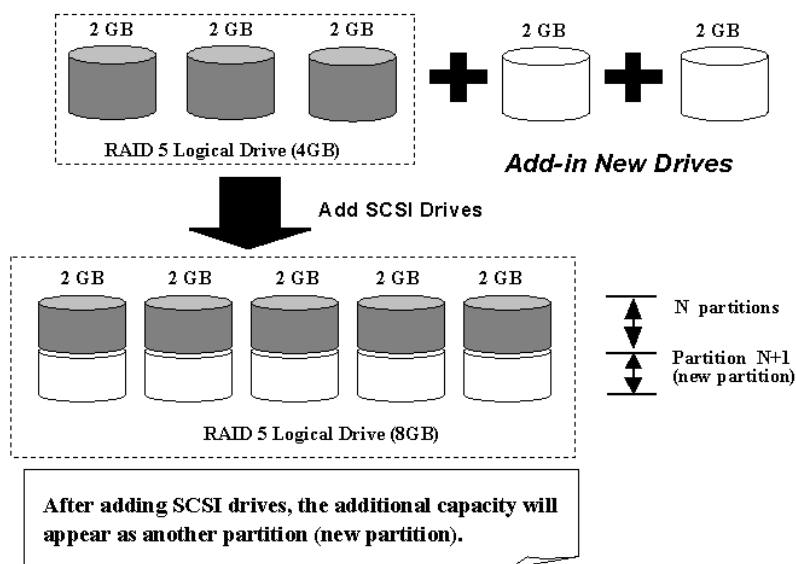 2 GB 2 GB 2 GB 2 GB 2 GB
RAID 5 Logical Drive (4GB)
Add-in New Drives
Add SCSI Drives
2 GB 2 GB 2 GB 2 GB 2 GB
N partitions
Partition N+1
(new partition)
RAID 5 Logical Drive (8GB)
After adding SCSI drives, the additional capacity will
appear as another partition (new partition).